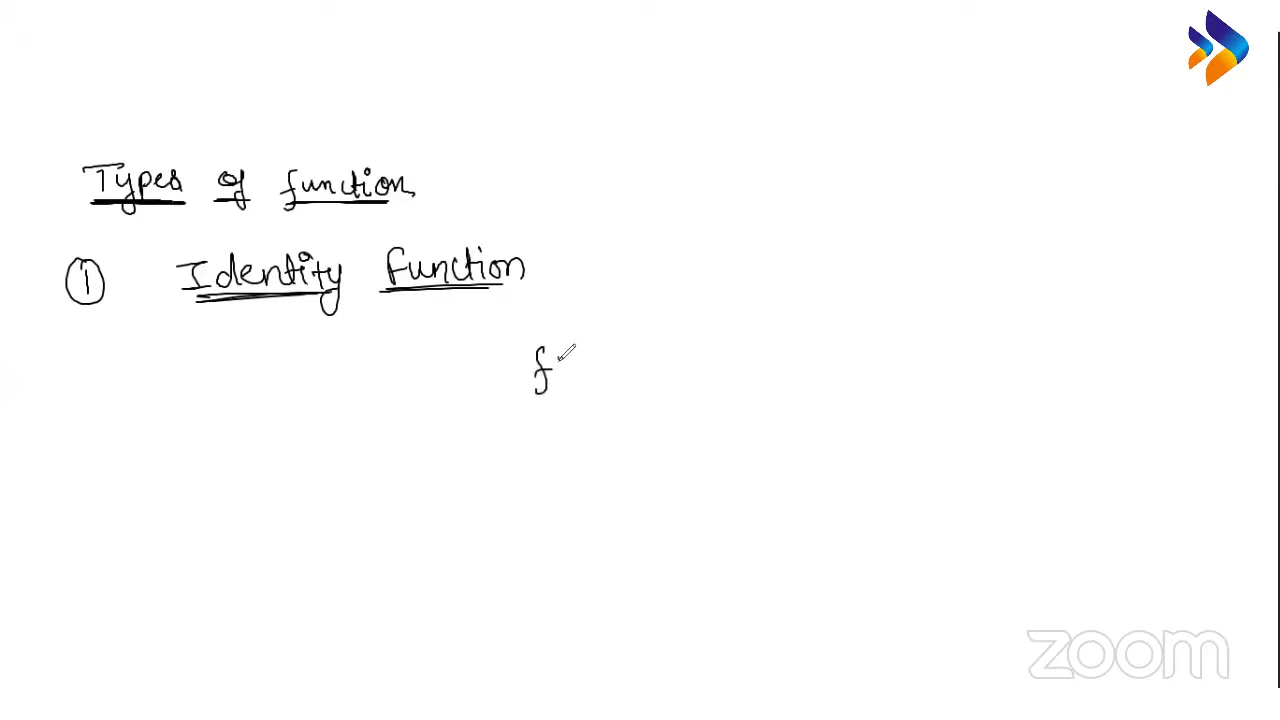 Types of function
① Identity function
f
zoom